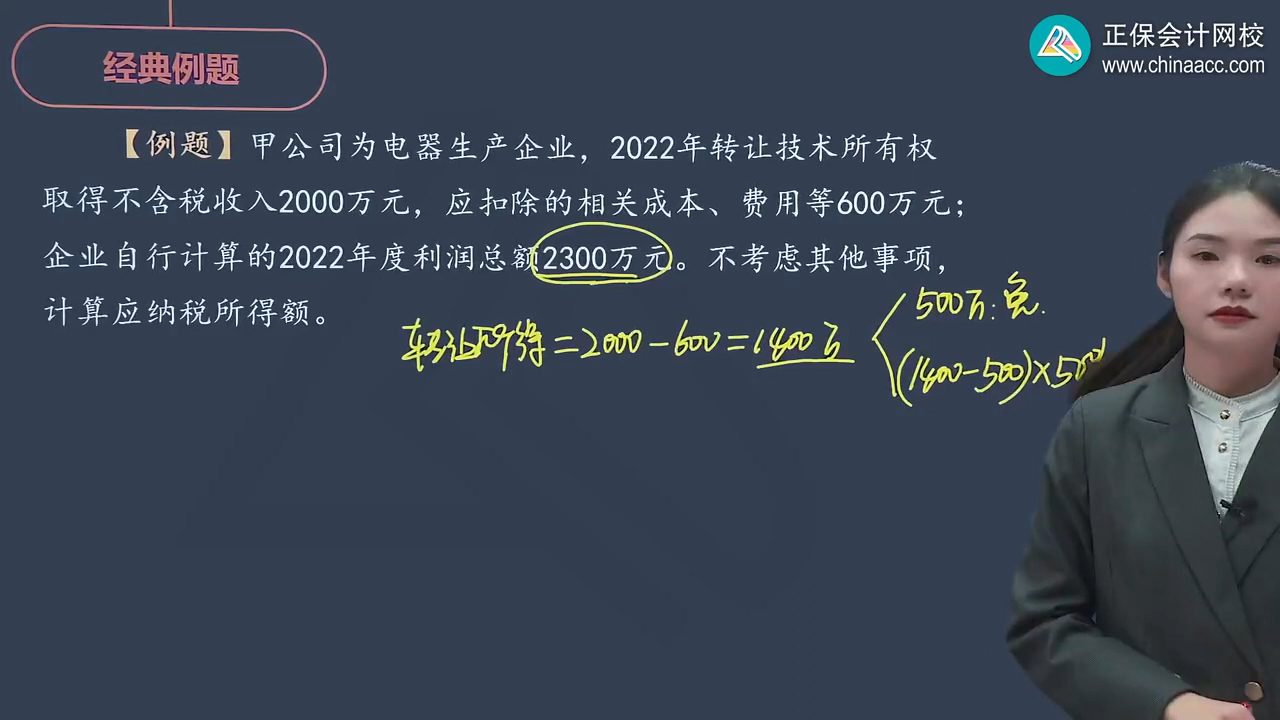 经典例题
正保会计网校
www.chinaacc.com
【例题】甲公司为电器生产企业，2022年转让技术所有权
取得不含税收入2000万元，应扣除的相关成本、费用等600万元；
企业自行计算的2022年度利润总额2300万元。不考虑其他事项，
计算应纳税所得额。
500万:免.
转让所得=2000-600=1400万
(1400-500)×50%